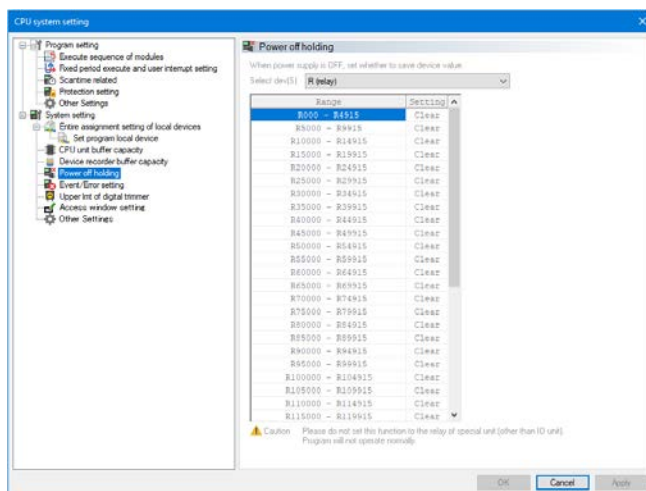 CPU system setting
Program setting
Execute sequence of modules
Fixed period execute and user interrupt setting
Scantime related
Protection setting
Other Settings
System setting
Entire assignment setting of local devices
Set program local device
CPU unit buffer capacity
Device recorder buffer capacity
Power off holding
Event/Error setting
Upper lmt of digital trimmer
Access window setting
Other Settings
Power off holding
When power supply is OFF, set whether to save device value.
Select dev(S) R (relay)
Range Setting
R000 - R4915 Clear
R5000 - R9915 Clear
R10000 - R14915 Clear
R15000 - R19915 Clear
R20000 - R24915 Clear
R25000 - R29915 Clear
R30000 - R34915 Clear
R35000 - R39915 Clear
R40000 - R44915 Clear
R45000 - R49915 Clear
R50000 - R54915 Clear
R55000 - R59915 Clear
R60000 - R64915 Clear
R65000 - R69915 Clear
R70000 - R74915 Clear
R75000 - R79915 Clear
R80000 - R84915 Clear
R85000 - R89915 Clear
R90000 - R94915 Clear
R95000 - R99915 Clear
R100000 - R104915 Clear
R105000 - R109915 Clear
R110000 - R114915 Clear
R115000 - R119915 Clear
Caution Please do not set this function to the relay of special unit (other than IO unit).
Program will not operate normally.
OK Cancel Apply